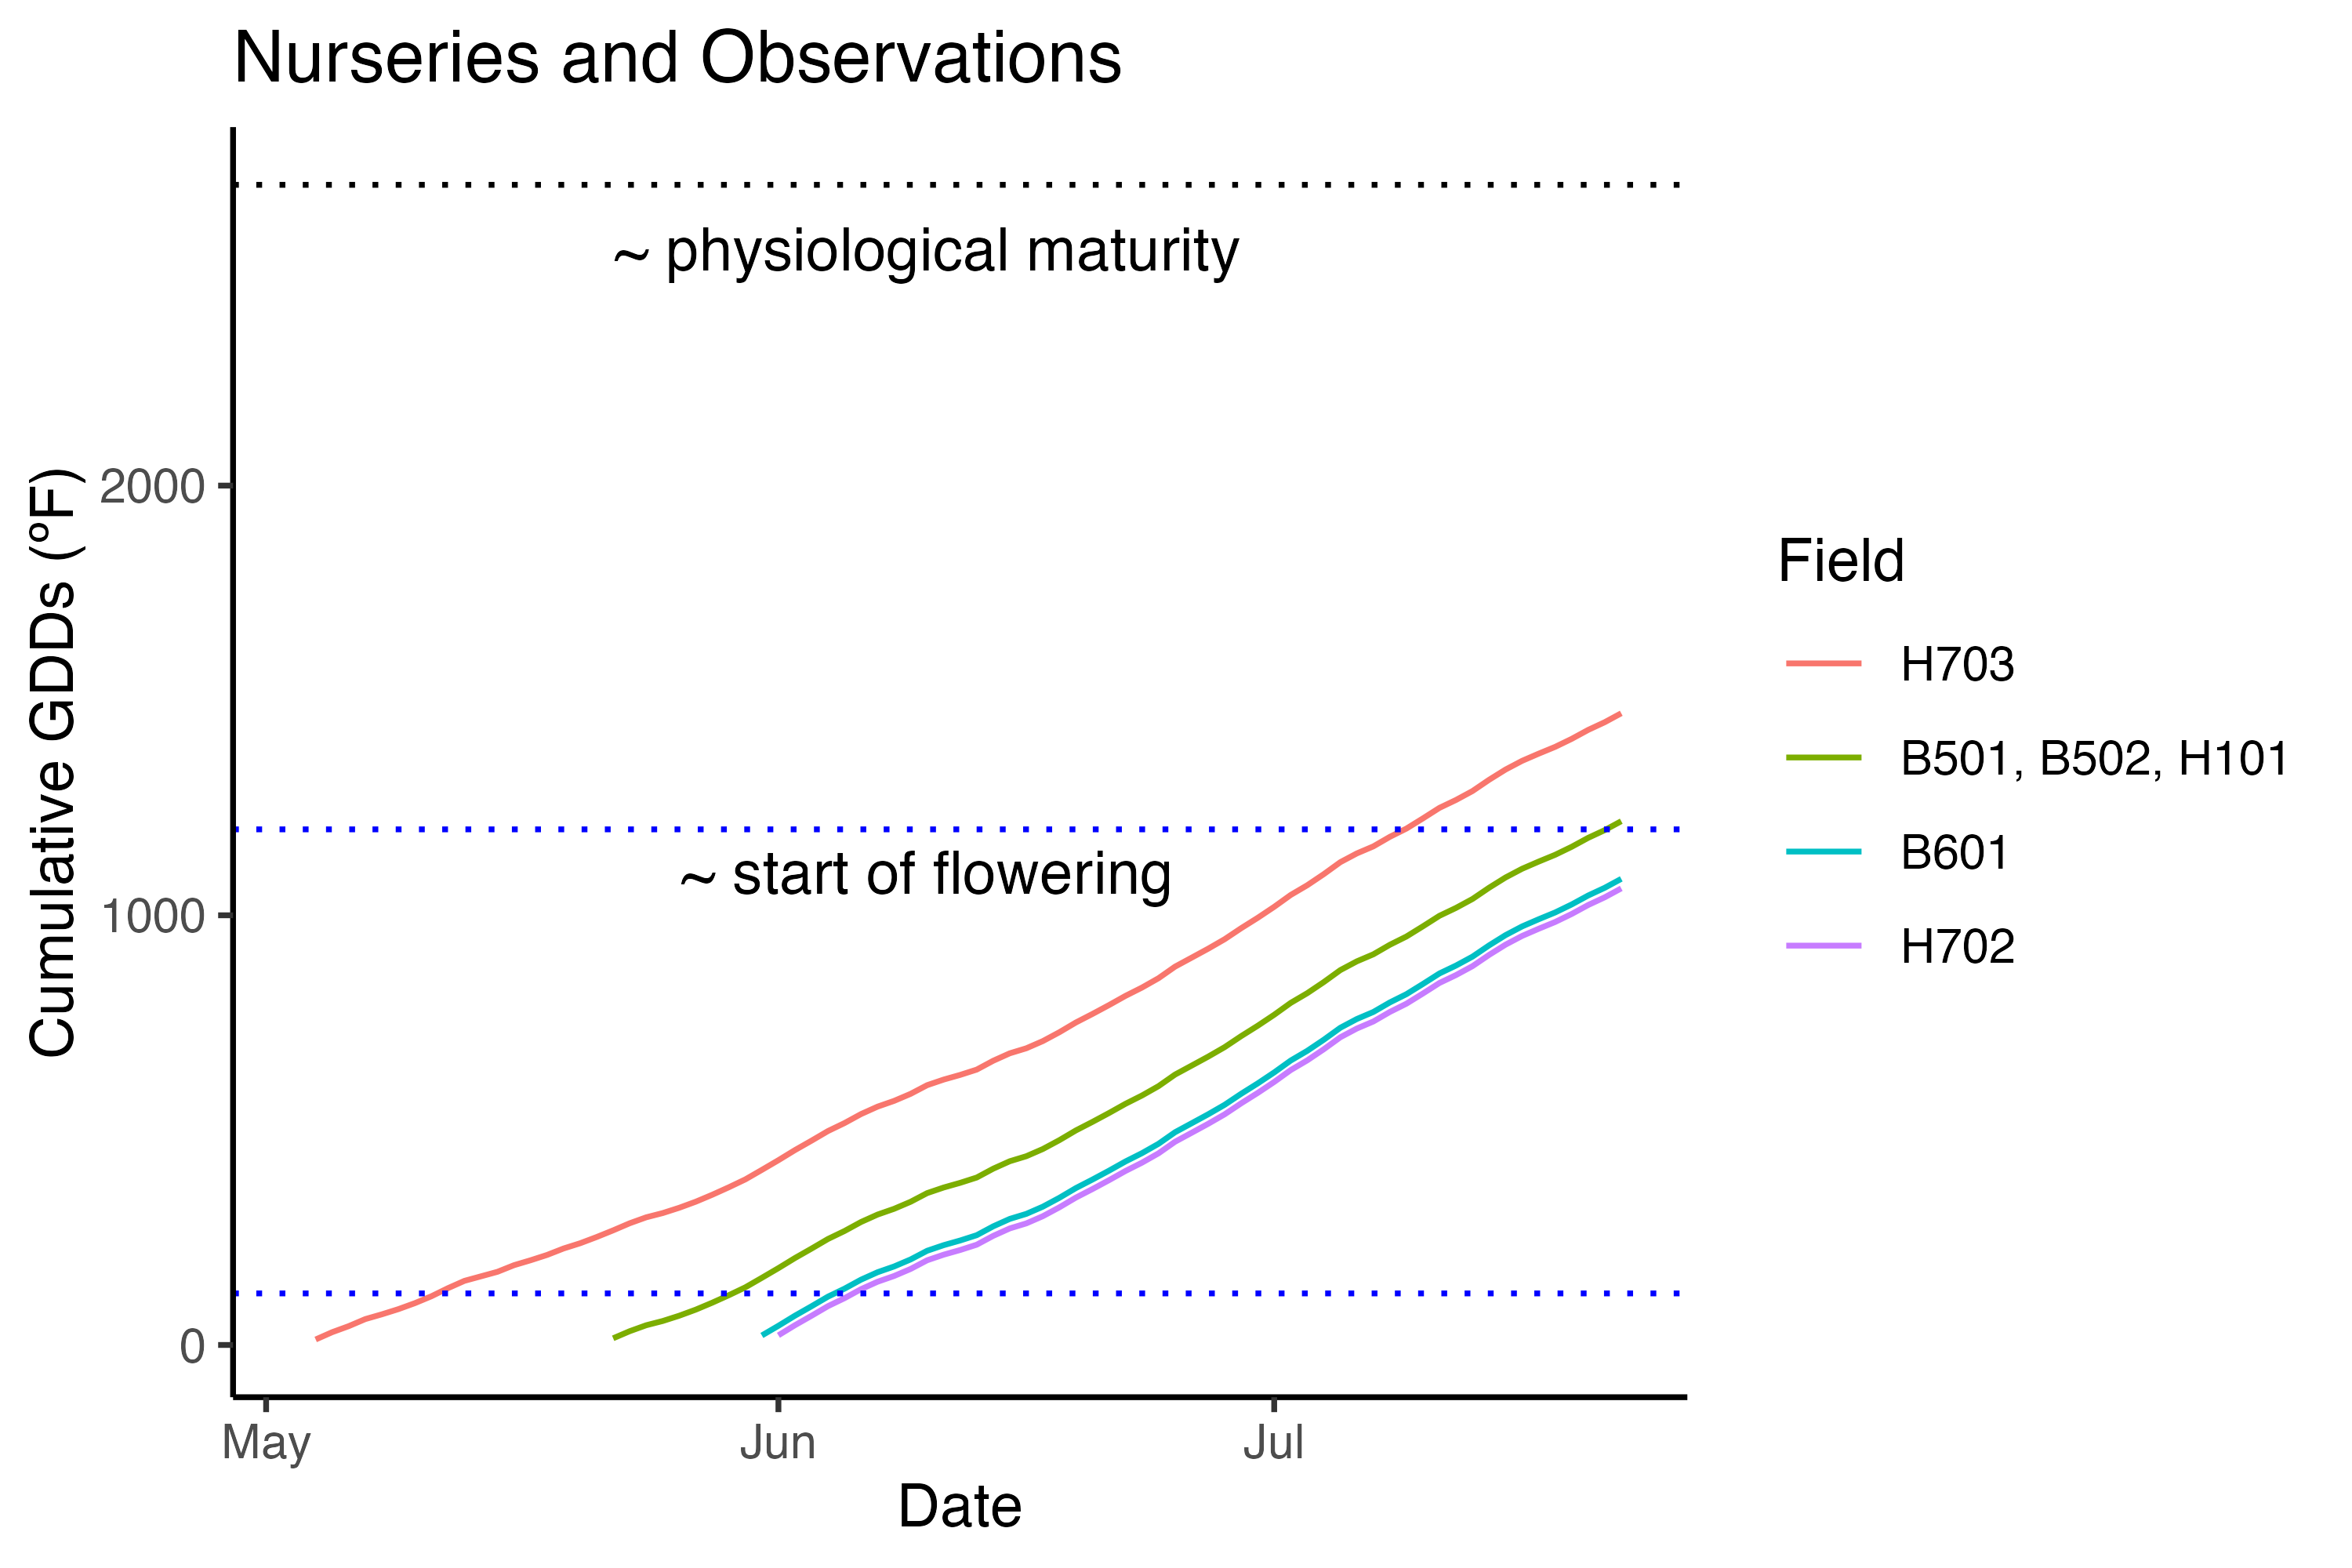 Nurseries and Observations
~ physiological maturity
~ start of flowering
Cumulative GDDs (ºF)
2000
1000
0
May
Jun
Jul
Date
Field
H703
B501, B502, H101
B601
H702